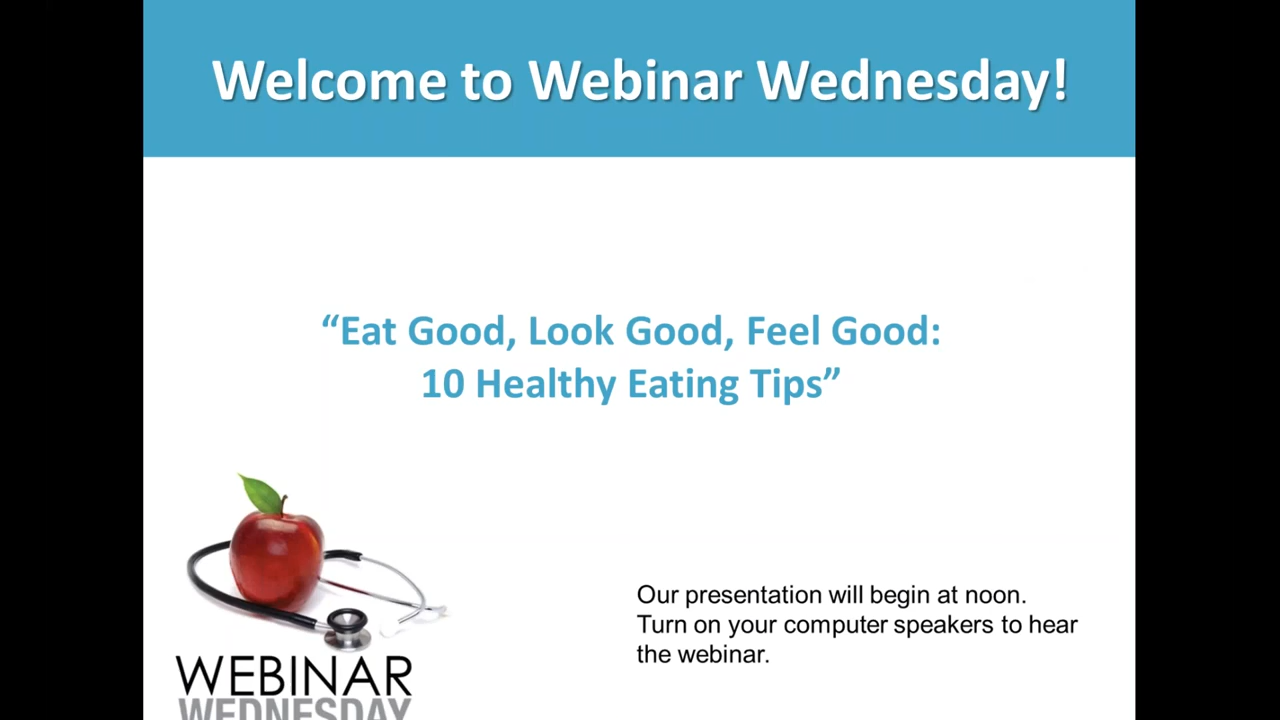 Welcome to Webinar Wednesday!
“Eat Good, Look Good, Feel Good:
10 Healthy Eating Tips”
Our presentation will begin at noon.
Turn on your computer speakers to hear
the webinar.
WEBINAR
WEDNESDAY